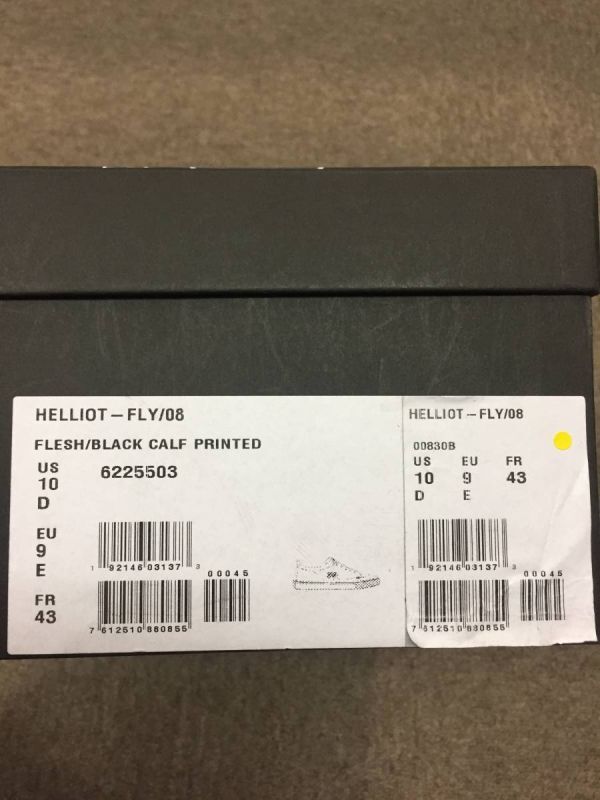 HELLIOT – FLY/08
FLESH/BLACK CALF PRINTED
US
10
D
6225503
EU
9
E
FR
43
1 92146 03137 3
00045
7 612510 880855
HELLIOT – FLY/08
00830B
US EU FR
10 9 43
D E
1 92146 03137 3
00045
7 612510 880855